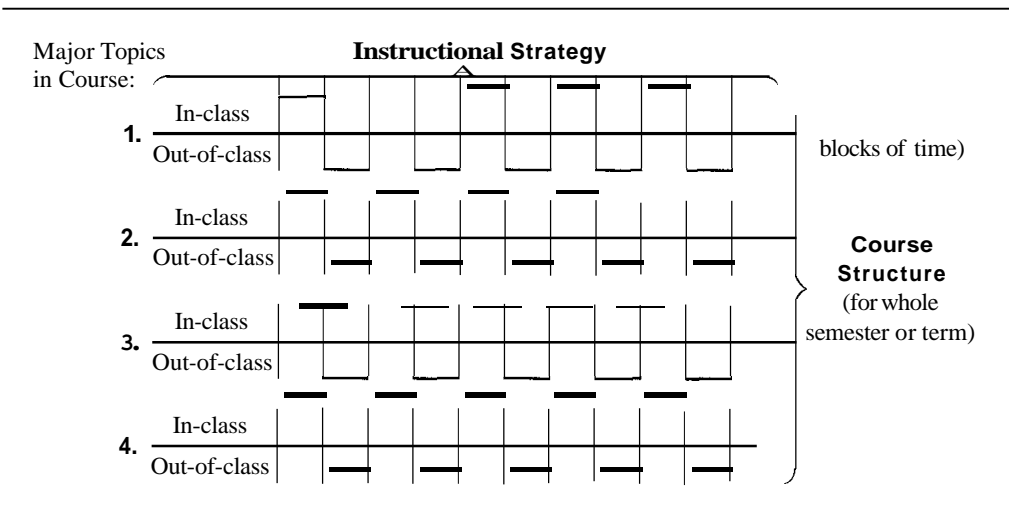 Major Topics
in Course:
Instructional Strategy
1.
In-class
Out-of-class
blocks of time)
2.
In-class
Out-of-class
Course
Structure
(for whole
semester or term)
3.
In-class
Out-of-class
4.
In-class
Out-of-class